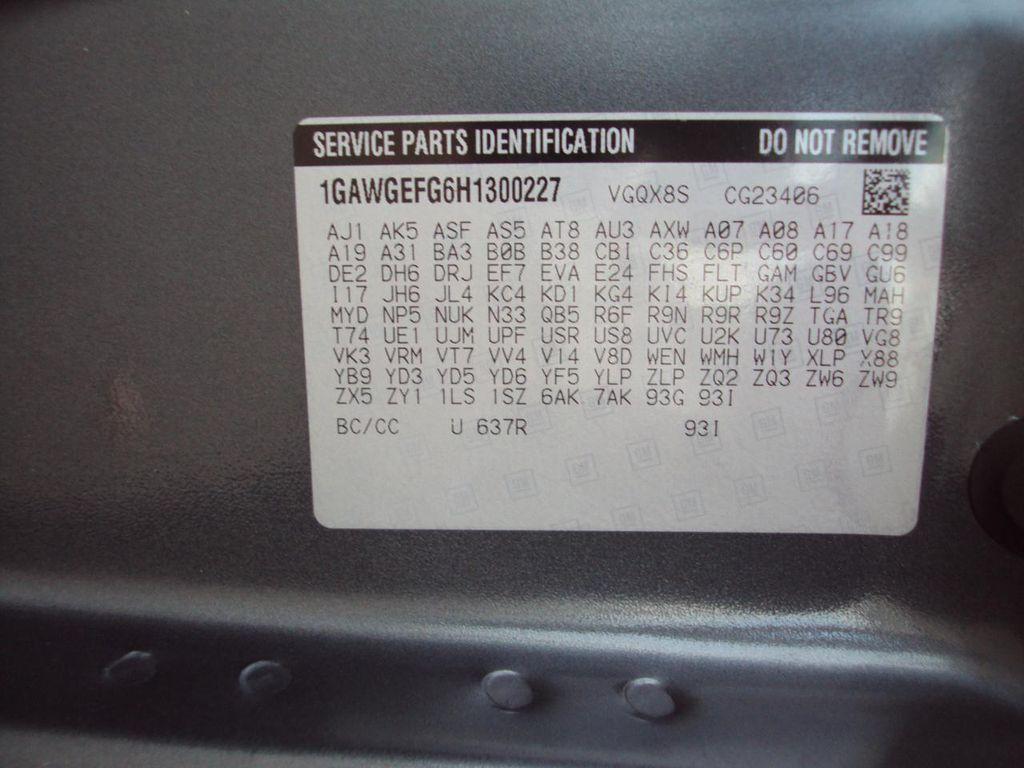 SERVICE PARTS IDENTIFICATION DO NOT REMOVE
1GAWGEFG6H1300227 VGQX8S CG23406
AJ1 AK5 ASF AS5 AT8 AU3 AXW A07 A08 A17 A18
A19 A31 BA3 B0B B38 CBI C36 C6P C60 C69 C99
DE2 DH6 DRJ EF7 EVA E24 FHS FLT GAM GBV GU6
I17 JH6 JL4 KC4 KD1 KG4 KI4 KUP K34 L96 MAH
MYD NP5 NUK N33 QB5 R6F R9N R9R R9Z TGA TR9
T74 UE1 UJM UPF USR US8 UVC U2K U73 U80 VG8
VK3 VRM VT7 VV4 V14 V8D WEN WMH W1Y XLP X88
YB9 YD3 YD5 YD6 YF5 YLP ZLP ZQ2 ZQ3 ZW6 ZW9
ZX5 ZY1 1LS 1SZ 6AK 7AK 93G 93I
BC/CC U 637R 93I